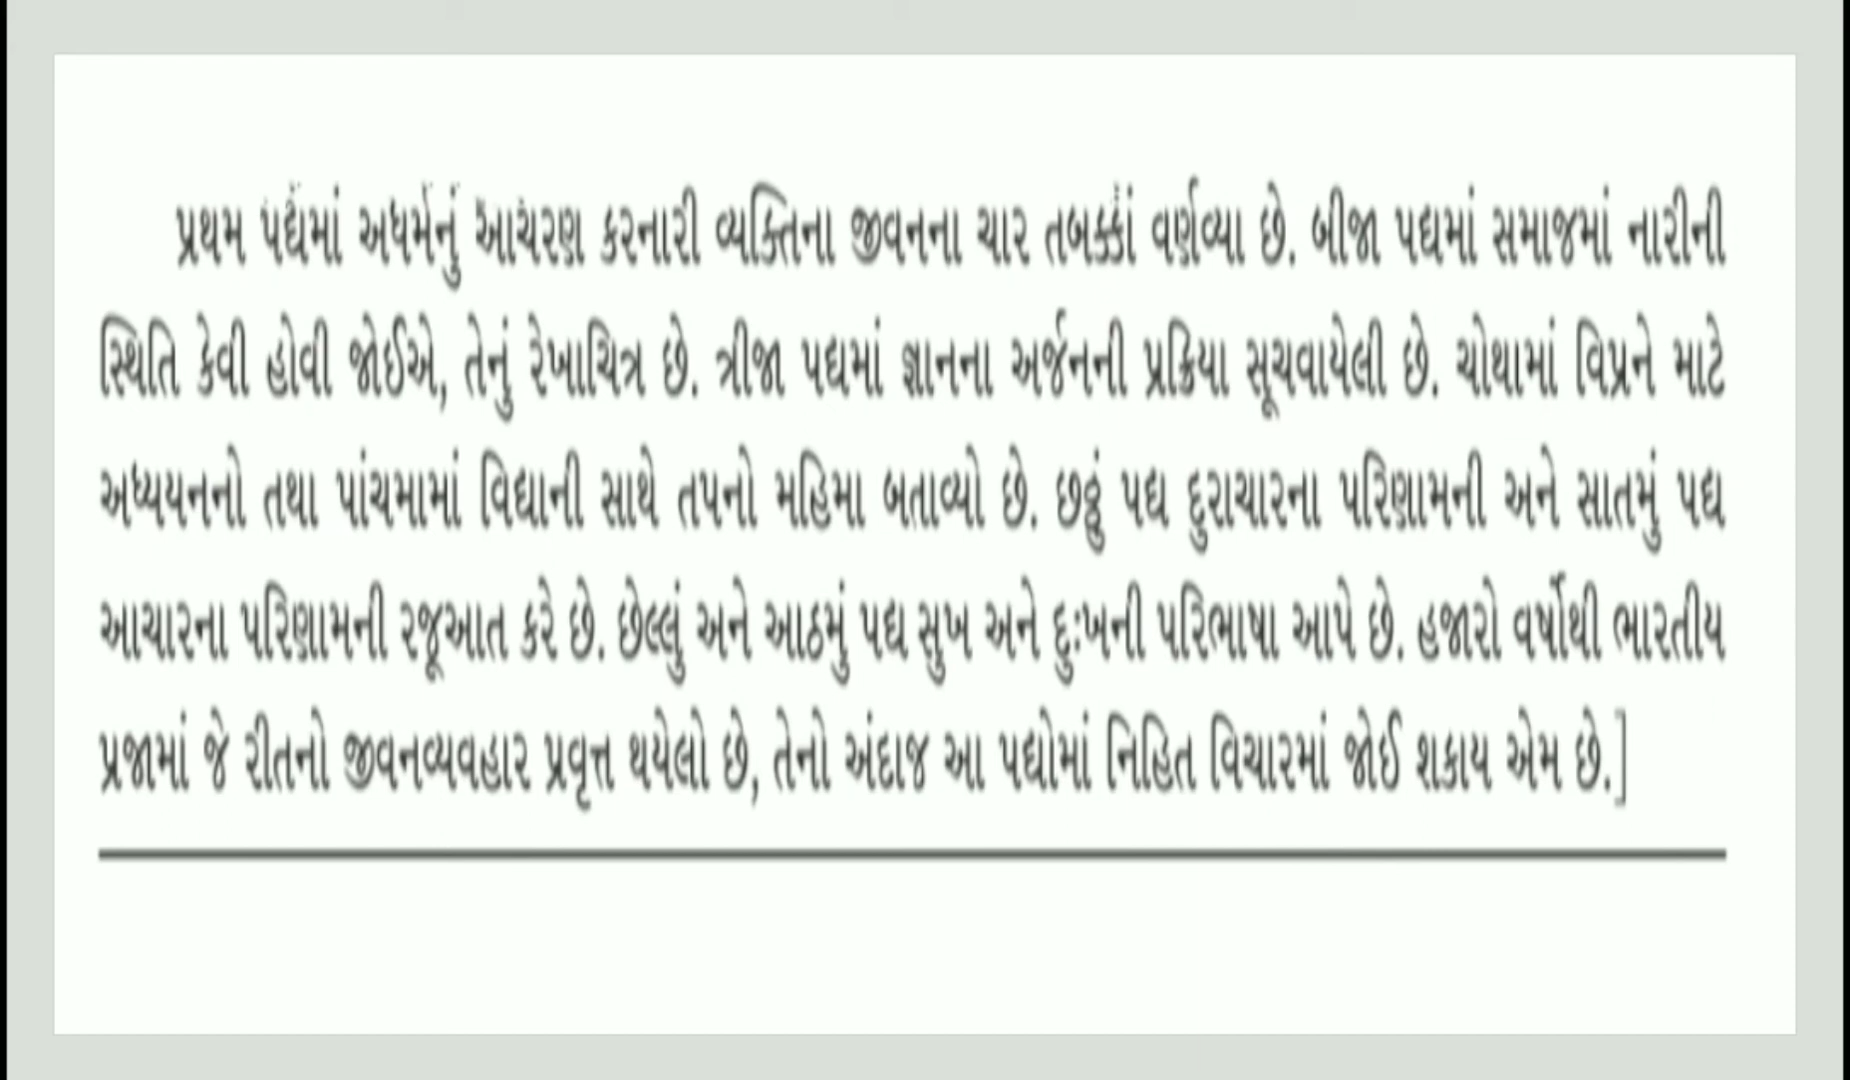 પ્રથમ પદ્યમાં અધર્મનું આચરણ કરનારી વ્યક્તિના જીવનના ચાર તબક્કાં વર્ણવ્યા છે. બીજા પદ્યમાં સમાજમાં નારીની
સ્થિતિ કેવી હોવી જોઈએ, તેનું રેખાચિત્ર છે. ત્રીજા પદ્યમાં જ્ઞાનના અર્જનની પ્રક્રિયા સૂચવાયેલી છે. ચોથામાં વિપ્રને માટે
અધ્યયનનો તથા પાંચમામાં વિદ્યાની સાથે તપનો મહિમા બતાવ્યો છે. છઠ્ઠું પદ્ય દુરાચારના પરિણામની અને સાતમું પદ્ય
આચારના પરિણામની રજૂઆત કરે છે. છેલ્લું અને આઠમું પદ્ય સુખ અને દુઃખની પરિભાષા આપે છે. હજારો વર્ષોથી ભારતીય
પ્રજામાં જે રીતનો જીવનવ્યવહાર પ્રવૃત્ત થયેલો છે, તેનો અંદાજ આ પદ્યોમાં નિહિત વિચારમાં જોઈ શકાય એમ છે.]